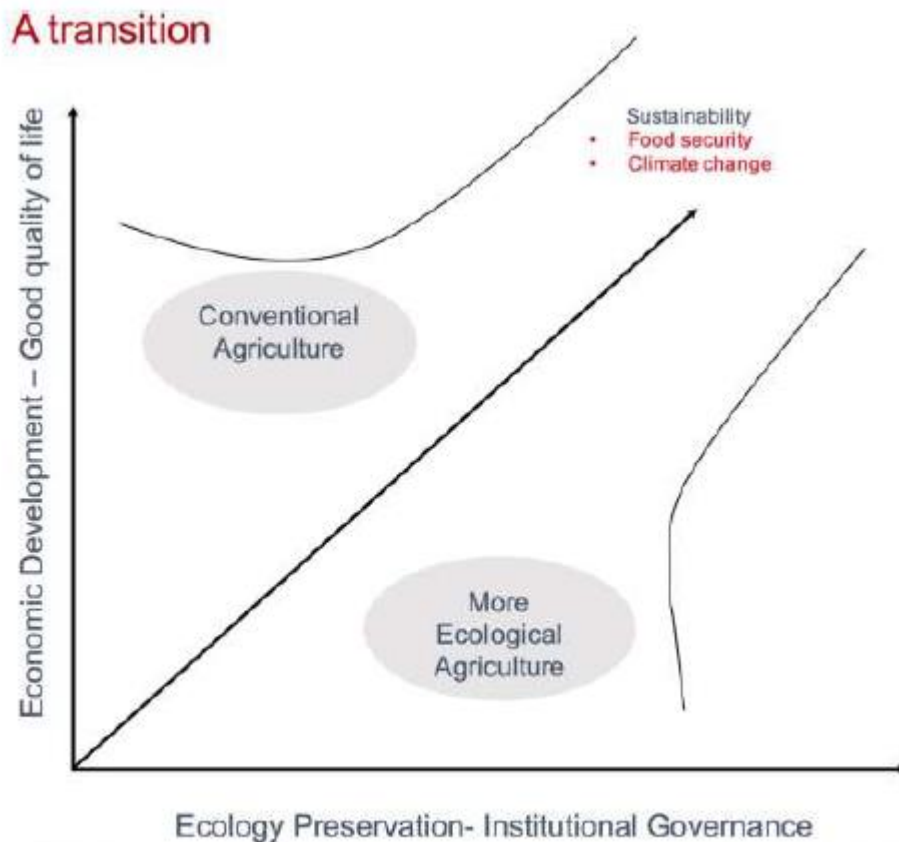 A transition
Economic Development – Good quality of life
Sustainability
• Food security
• Climate change
Conventional
Agriculture
More
Ecological
Agriculture
Ecology Preservation- Institutional Governance